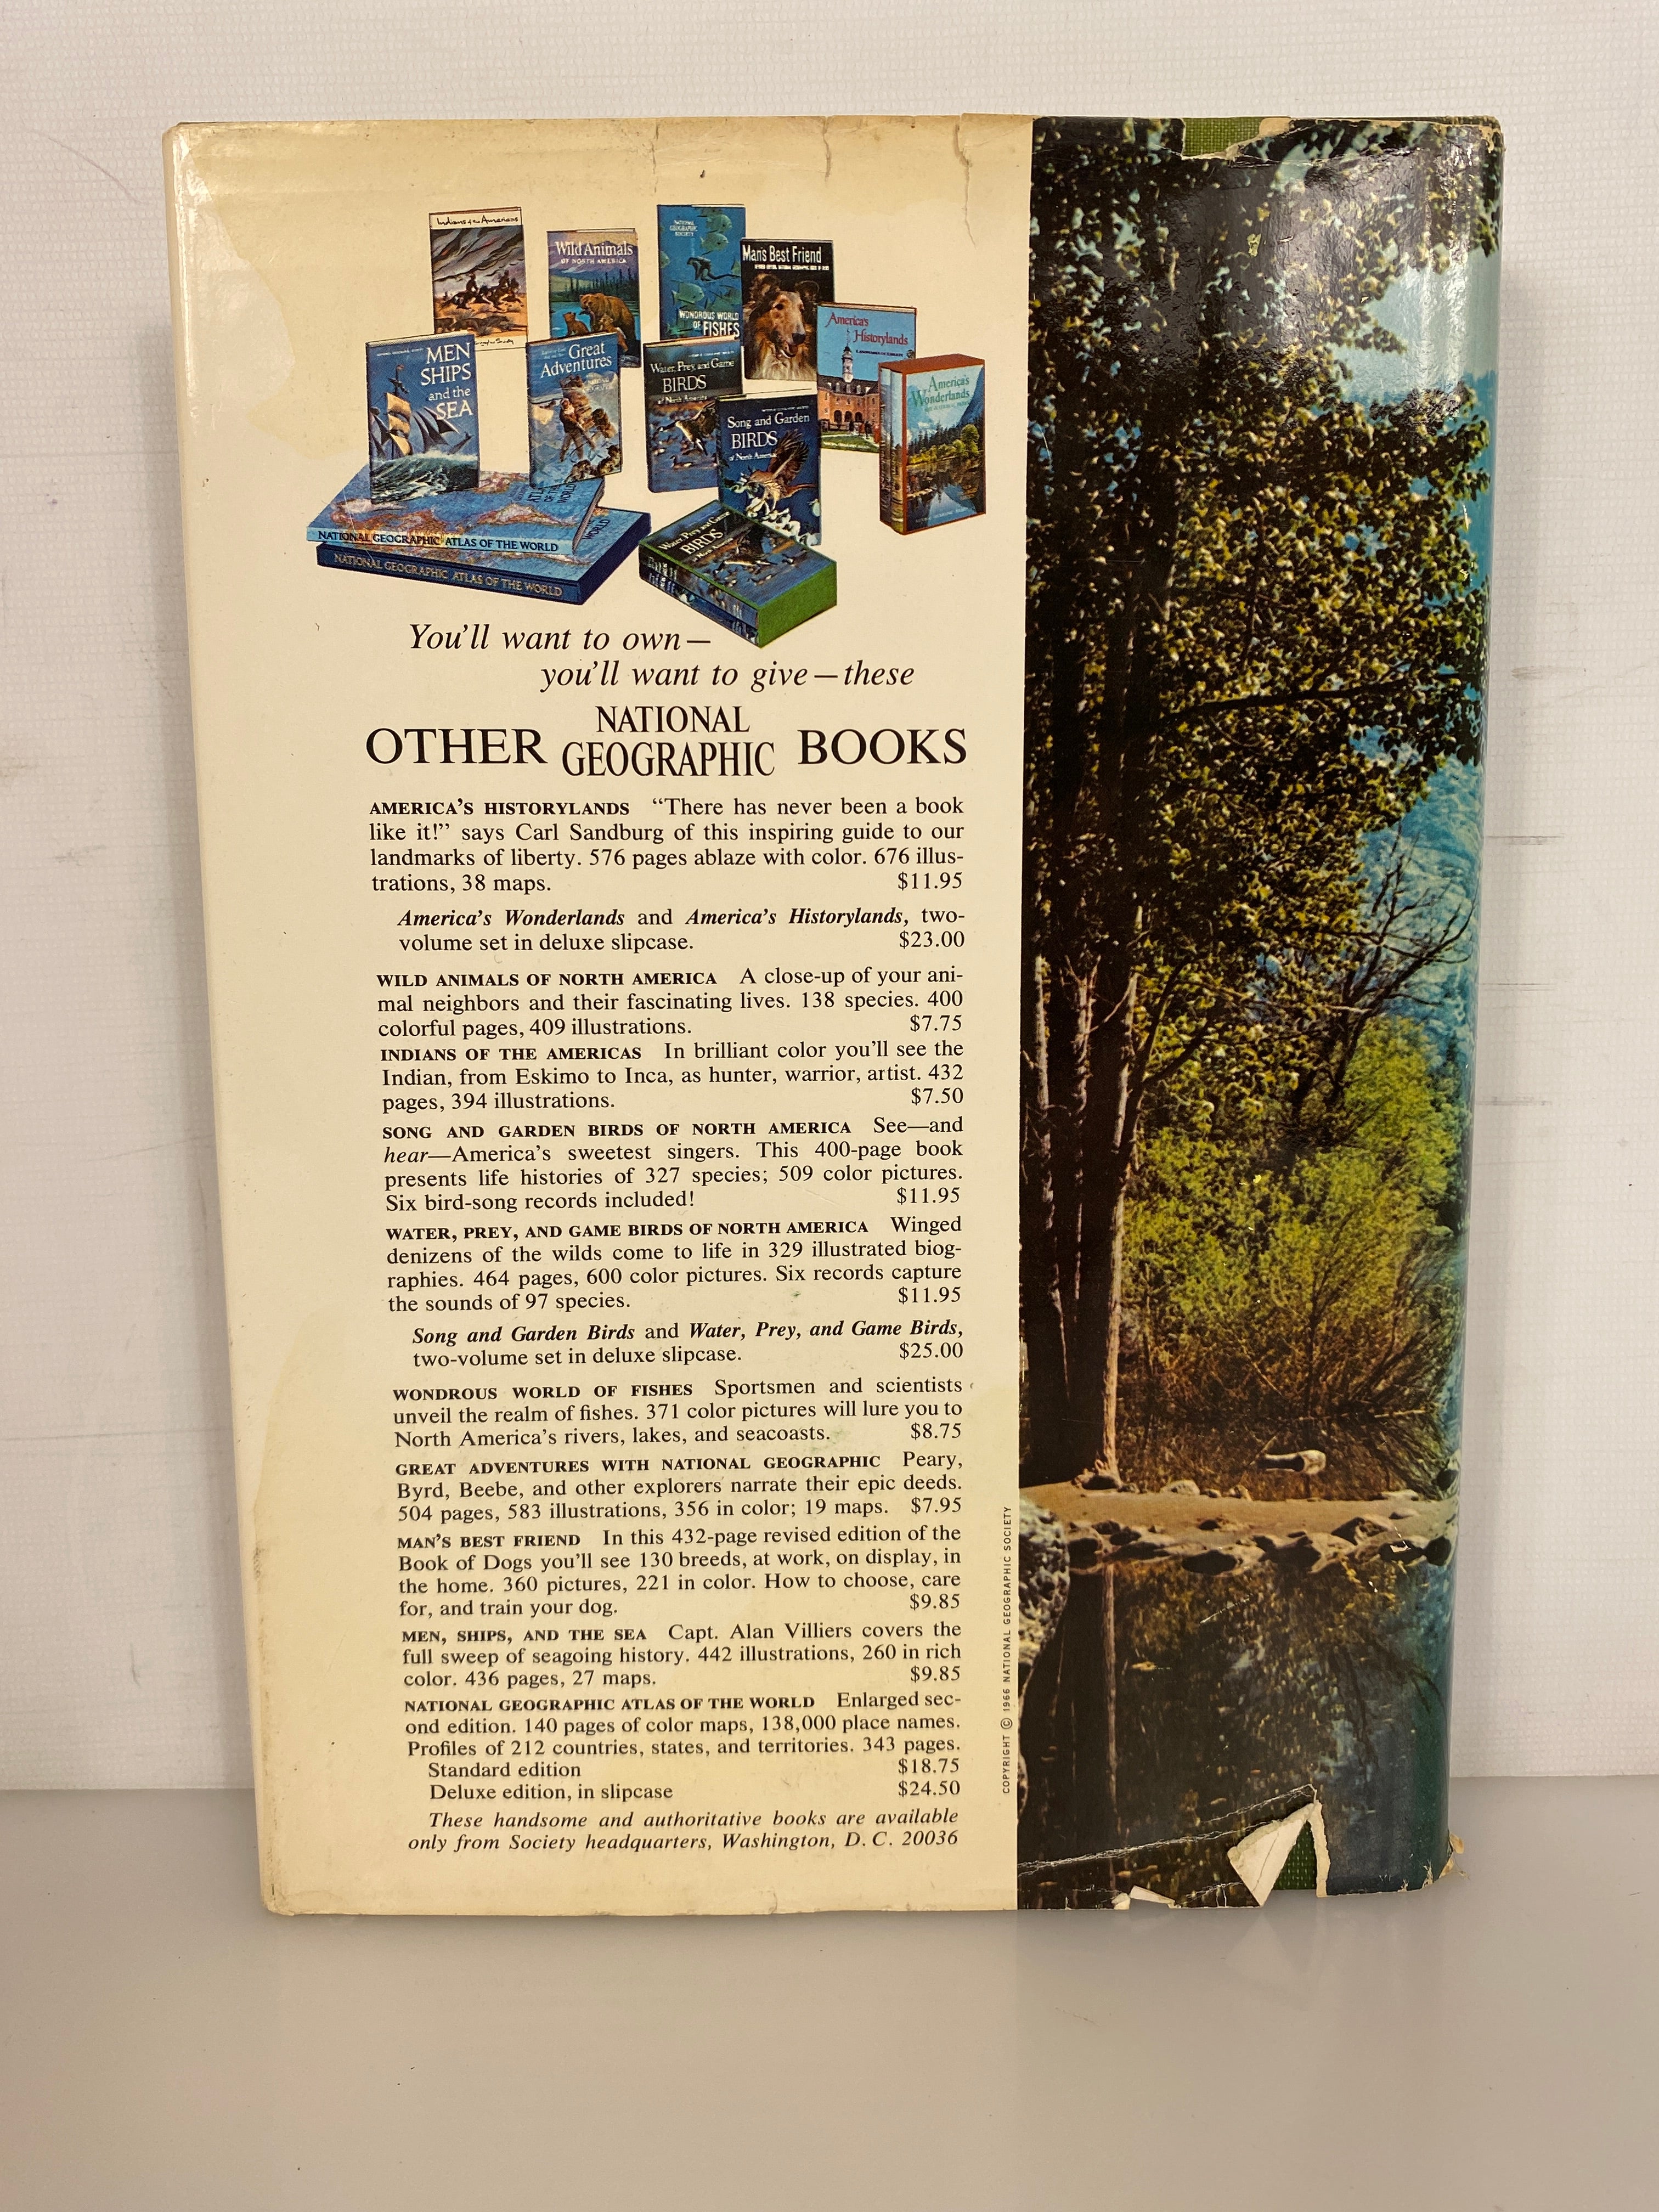 Indians of the Americas
Wild Animals
OF NORTH AMERICA
NATIONAL
GEOGRAPHIC
SOCIETY
WONDROUS WORLD
OF FISHES
Man's Best Friend
America's
Historylands
MEN
SHIPS
and the
SEA
Great
Adventures
Water, Prey, and Game
BIRDS
of North America
Song and Garden
BIRDS
of North America
America's
Wonderlands
NATIONAL GEOGRAPHIC ATLAS OF THE WORLD
NATIONAL GEOGRAPHIC ATLAS OF THE WORLD
Water, Prey, and Game
BIRDS
You'll want to own—
you'll want to give—these
OTHER NATIONAL GEOGRAPHIC BOOKS
AMERICA'S HISTORYLANDS “There has never been a book
like it!” says Carl Sandburg of this inspiring guide to our
landmarks of liberty. 576 pages ablaze with color. 676 illus-
trations, 38 maps. $11.95
America's Wonderlands and America's Historylands, two-
volume set in deluxe slipcase. $23.00
WILD ANIMALS OF NORTH AMERICA A close-up of your ani-
mal neighbors and their fascinating lives. 138 species. 400
colorful pages, 409 illustrations. $7.75
INDIANS OF THE AMERICAS In brilliant color you'll see the
Indian, from Eskimo to Inca, as hunter, warrior, artist. 432
pages, 394 illustrations. $7.50
SONG AND GARDEN BIRDS OF NORTH AMERICA See—and
hear—America's sweetest singers. This 400-page book
presents life histories of 327 species; 509 color pictures.
Six bird-song records included! $11.95
WATER, PREY, AND GAME BIRDS OF NORTH AMERICA Winged
denizens of the wilds come to life in 329 illustrated biog-
raphies. 464 pages, 600 color pictures. Six records capture
the sounds of 97 species. $11.95
Song and Garden Birds and Water, Prey, and Game Birds,
two-volume set in deluxe slipcase. $25.00
WONDROUS WORLD OF FISHES Sportsmen and scientists
unveil the realm of fishes. 371 color pictures will lure you to
North America's rivers, lakes, and seacoasts. $8.75
GREAT ADVENTURES WITH NATIONAL GEOGRAPHIC Peary,
Byrd, Beebe, and other explorers narrate their epic deeds.
504 pages, 583 illustrations, 356 in color; 19 maps. $7.95
MAN'S BEST FRIEND In this 432-page revised edition of the
Book of Dogs you'll see 130 breeds, at work, on display, in
the home. 360 pictures, 221 in color. How to choose, care
for, and train your dog. $9.85
MEN, SHIPS, AND THE SEA Capt. Alan Villiers covers the
full sweep of seagoing history. 442 illustrations, 260 in rich
color. 436 pages, 27 maps. $9.85
NATIONAL GEOGRAPHIC ATLAS OF THE WORLD Enlarged sec-
ond edition. 140 pages of color maps, 138,000 place names.
Profiles of 212 countries, states, and territories. 343 pages.
Standard edition $18.75
Deluxe edition, in slipcase $24.50
These handsome and authoritative books are available
only from Society headquarters, Washington, D. C. 20036
COPYRIGHT © 1966 NATIONAL GEOGRAPHIC SOCIETY